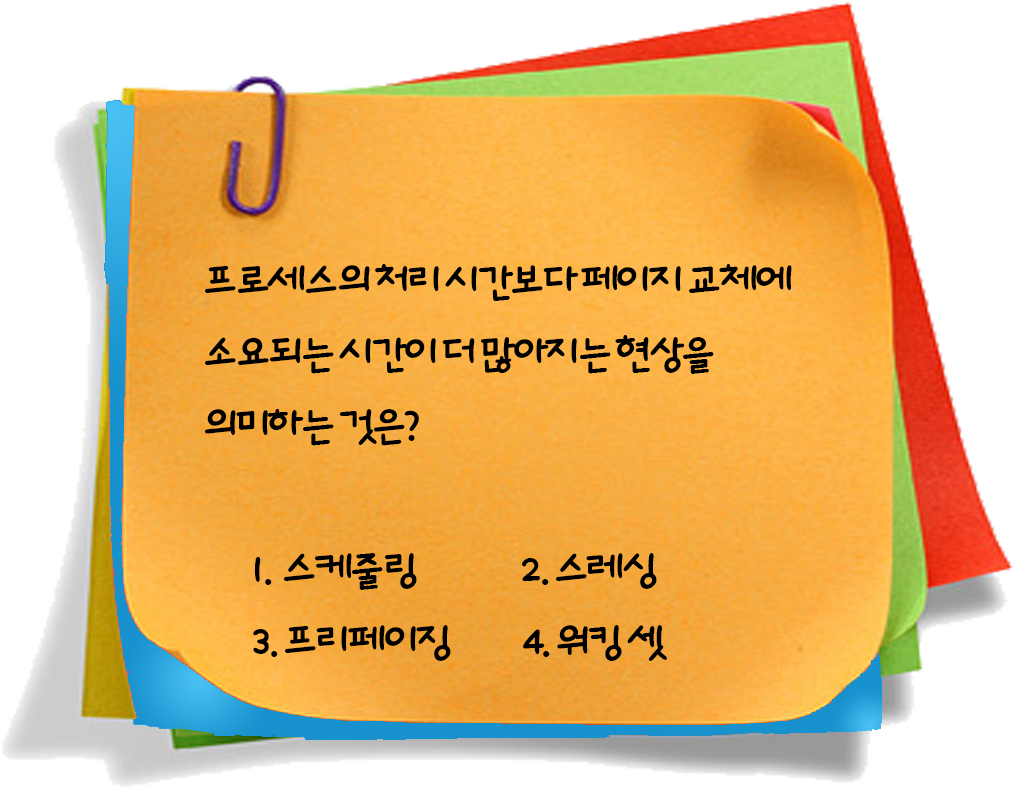 프로세스의 처리 시간보다 페이지 교체에
소요되는 시간이 더 많아지는 현상을
의미하는 것은?
1. 스케줄링 2. 스레싱
3. 프리페이징 4. 워킹 셋